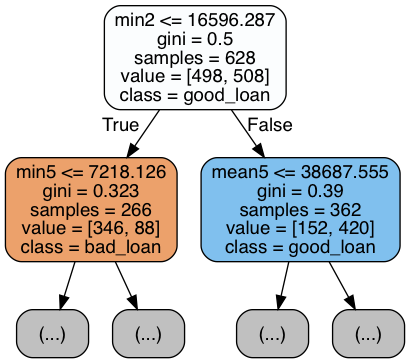 min2 <= 16596.287
gini = 0.5
samples = 628
value = [498, 508]
class = good_loan
True
False
min5 <= 7218.126
gini = 0.323
samples = 266
value = [346, 88]
class = bad_loan
mean5 <= 38687.555
gini = 0.39
samples = 362
value = [152, 420]
class = good_loan
(...)
(...)
(...)
(...)